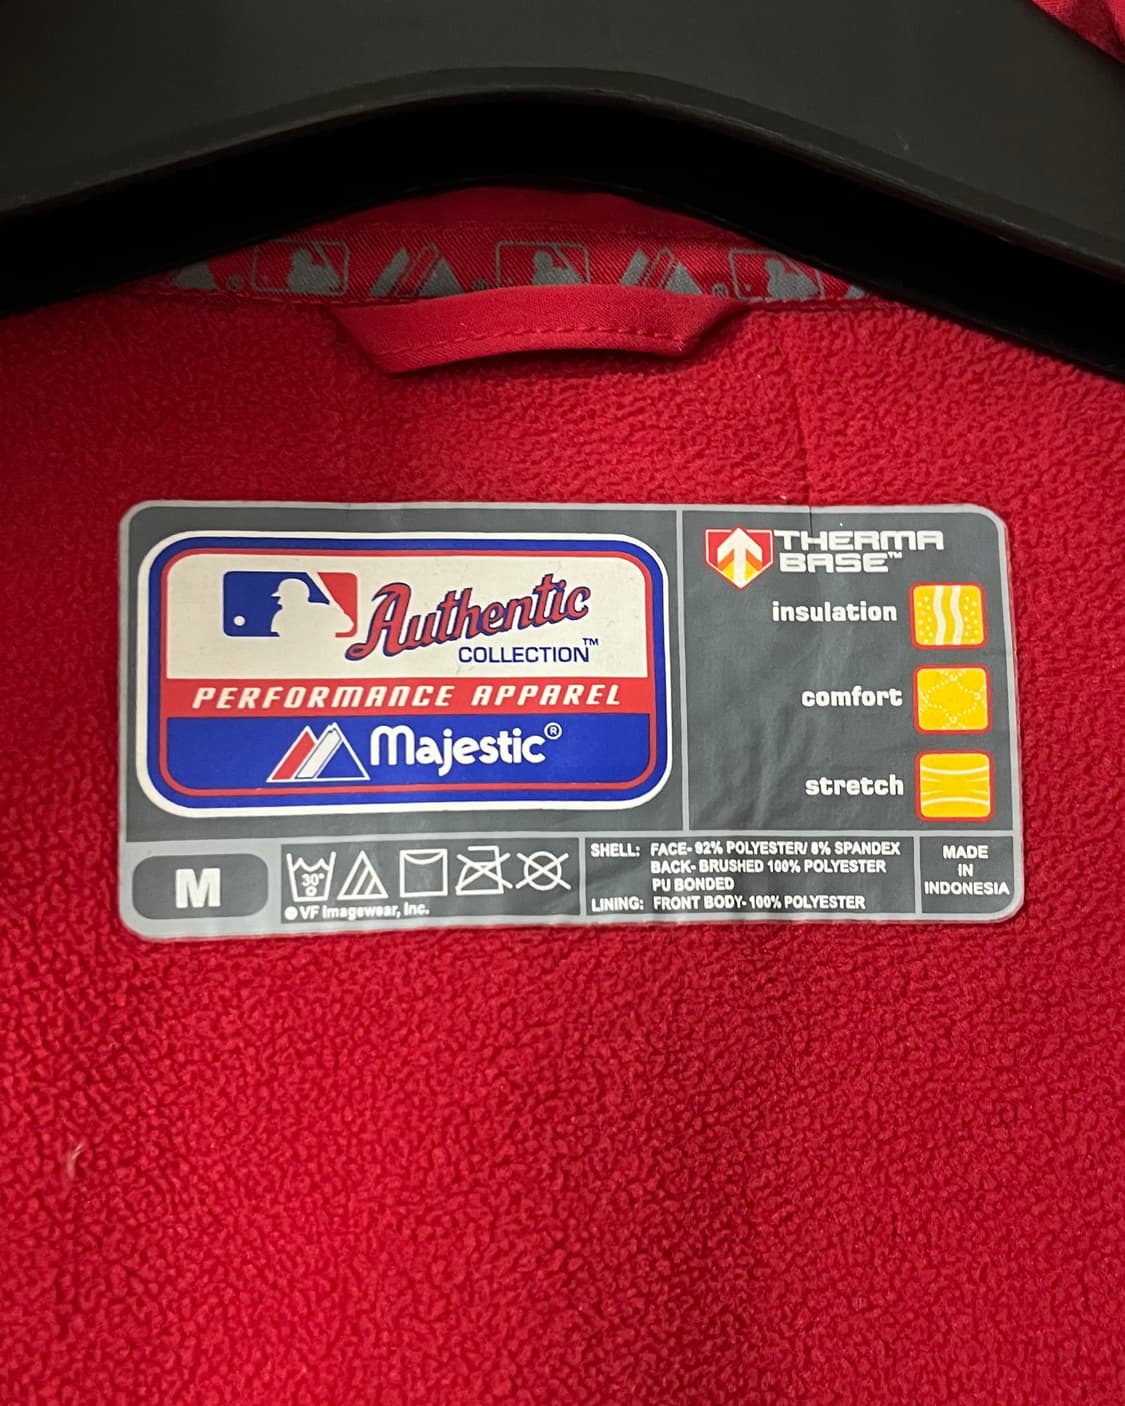 Authentic
COLLECTION™
PERFORMANCE APPAREL
Majestic®
THERMA
BASE™
insulation
comfort
stretch
M
30°
© VF Imagewear, Inc.
SHELL: FACE- 92% POLYESTER/ 8% SPANDEX
BACK- BRUSHED 100% POLYESTER
PU BONDED
LINING: FRONT BODY- 100% POLYESTER
MADE
IN
INDONESIA